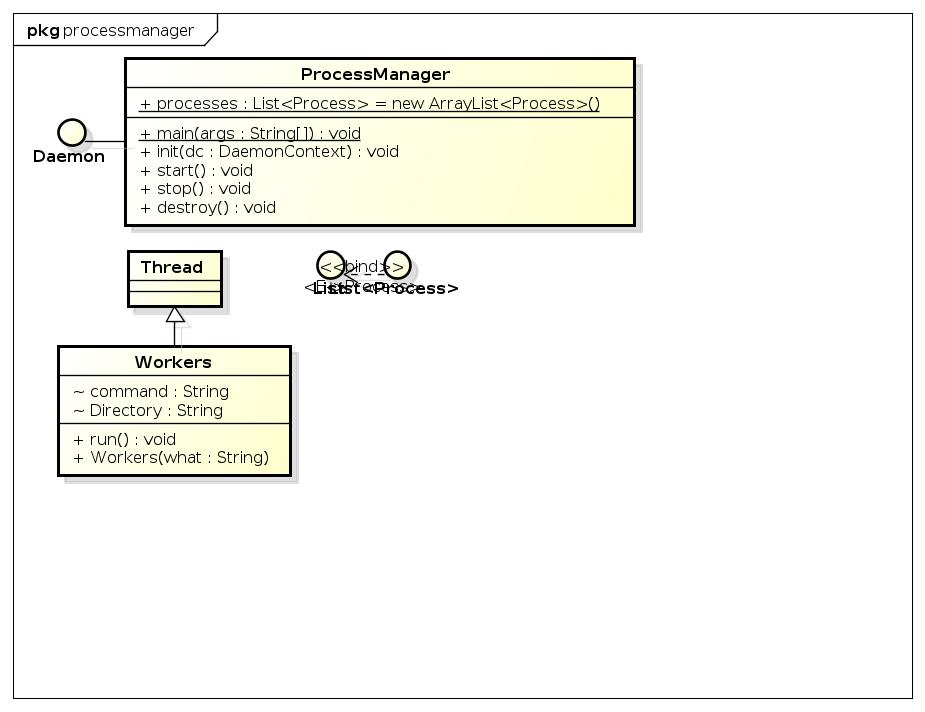 pkg processmanager
ProcessManager
+ processes : List<Process> = new ArrayList<Process>()
+ main(args : String[]) : void
+ init(dc : DaemonContext) : void
+ start() : void
+ stop() : void
+ destroy() : void
Daemon
Thread
<<bind>>
List
List<Process>
Workers
~ command : String
~ Directory : String
+ run() : void
+ Workers(what : String)